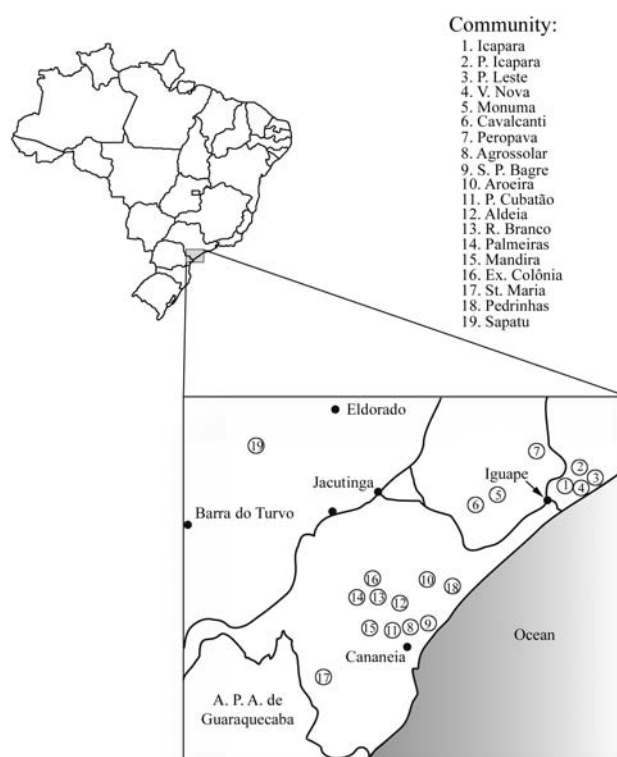 Community:
1. Icapara
2. P. Icapara
3. P. Leste
4. V. Nova
5. Monuma
6. Cavalcanti
7. Peropava
8. Agrossolar
9. S. P. Bagre
10. Aroeira
11. P. Cubatão
12. Aldeia
13. R. Branco
14. Palmeiras
15. Mandira
16. Ex. Colônia
17. St. Maria
18. Pedrinhas
19. Sapatu
Eldorado
19
7
2
Iguape
3
Jacutinga
1
4
5
6
Barra do Turvo
16
10
18
14
13
12
15
11
8
9
Ocean
Cananeia
17
A. P. A. de
Guaraquecaba